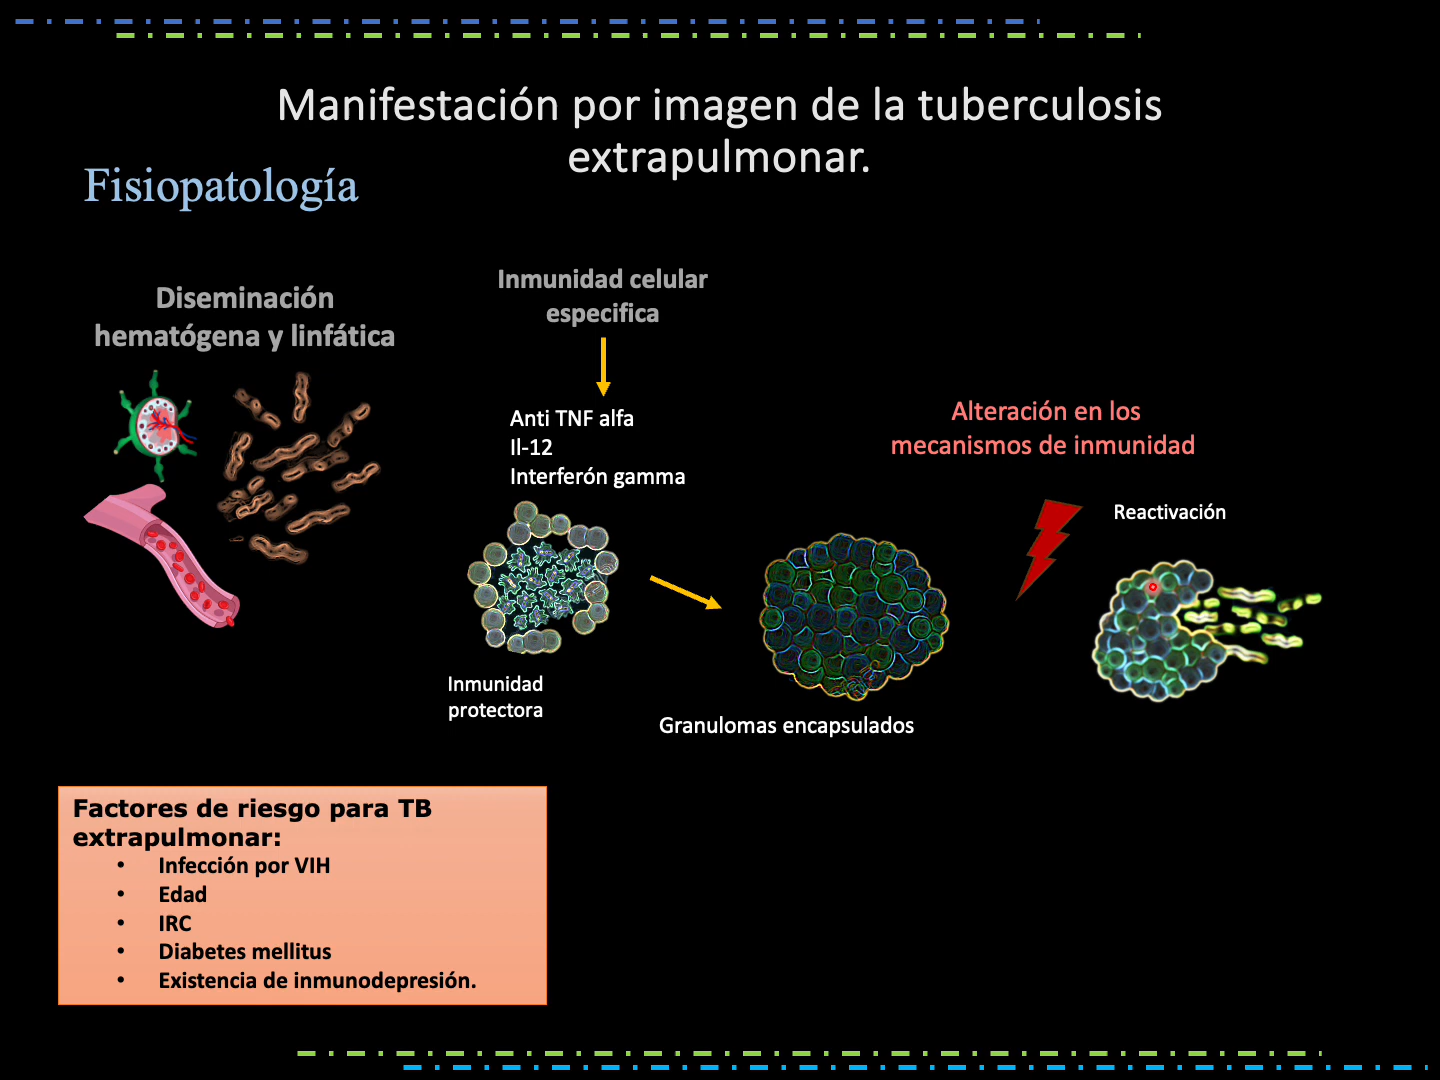 Manifestación por imagen de la tuberculosis
extrapulmonar.
Fisiopatología
Diseminación
hematógena y linfática
Inmunidad celular
especifica
Anti TNF alfa
Il-12
Interferón gamma
Inmunidad
protectora
Granulomas encapsulados
Alteración en los
mecanismos de inmunidad
Reactivación
Factores de riesgo para TB
extrapulmonar:
• Infección por VIH
• Edad
• IRC
• Diabetes mellitus
• Existencia de inmunodepresión.